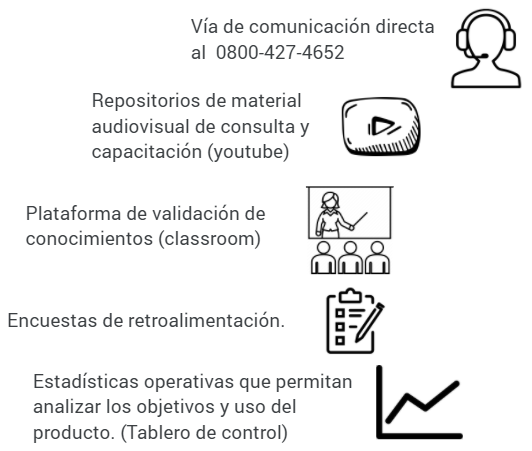 Vía de comunicación directa
al 0800-427-4652
Repositorios de material
audiovisual de consulta y
capacitación (youtube)
Plataforma de validación de
conocimientos (classroom)
Encuestas de retroalimentación.
Estadísticas operativas que permitan
analizar los objetivos y uso del
producto. (Tablero de control)